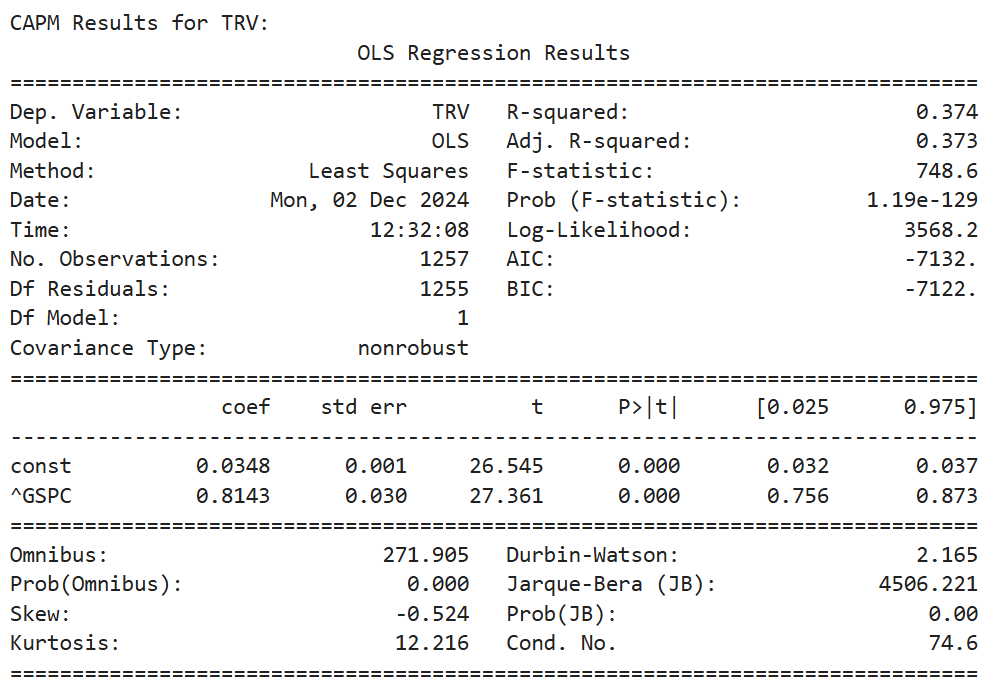 CAPM Results for TRV:
                            OLS Regression Results
==============================================================================
Dep. Variable:                    TRV   R-squared:                       0.374
Model:                            OLS   Adj. R-squared:                  0.373
Method:                 Least Squares   F-statistic:                     748.6
Date:                Mon, 02 Dec 2024   Prob (F-statistic):          1.19e-129
Time:                        12:32:08   Log-Likelihood:                 3568.2
No. Observations:                1257   AIC:                            -7132.
Df Residuals:                    1255   BIC:                            -7122.
Df Model:                           1
Covariance Type:            nonrobust
==============================================================================
                 coef    std err          t      P>|t|      [0.025      0.975]
------------------------------------------------------------------------------
const          0.0348      0.001     26.545      0.000       0.032       0.037
^GSPC          0.8143      0.030     27.361      0.000       0.756       0.873
==============================================================================
Omnibus:                      271.905   Durbin-Watson:                   2.165
Prob(Omnibus):                  0.000   Jarque-Bera (JB):             4506.221
Skew:                          -0.524   Prob(JB):                         0.00
Kurtosis:                      12.216   Cond. No.                         74.6
==============================================================================